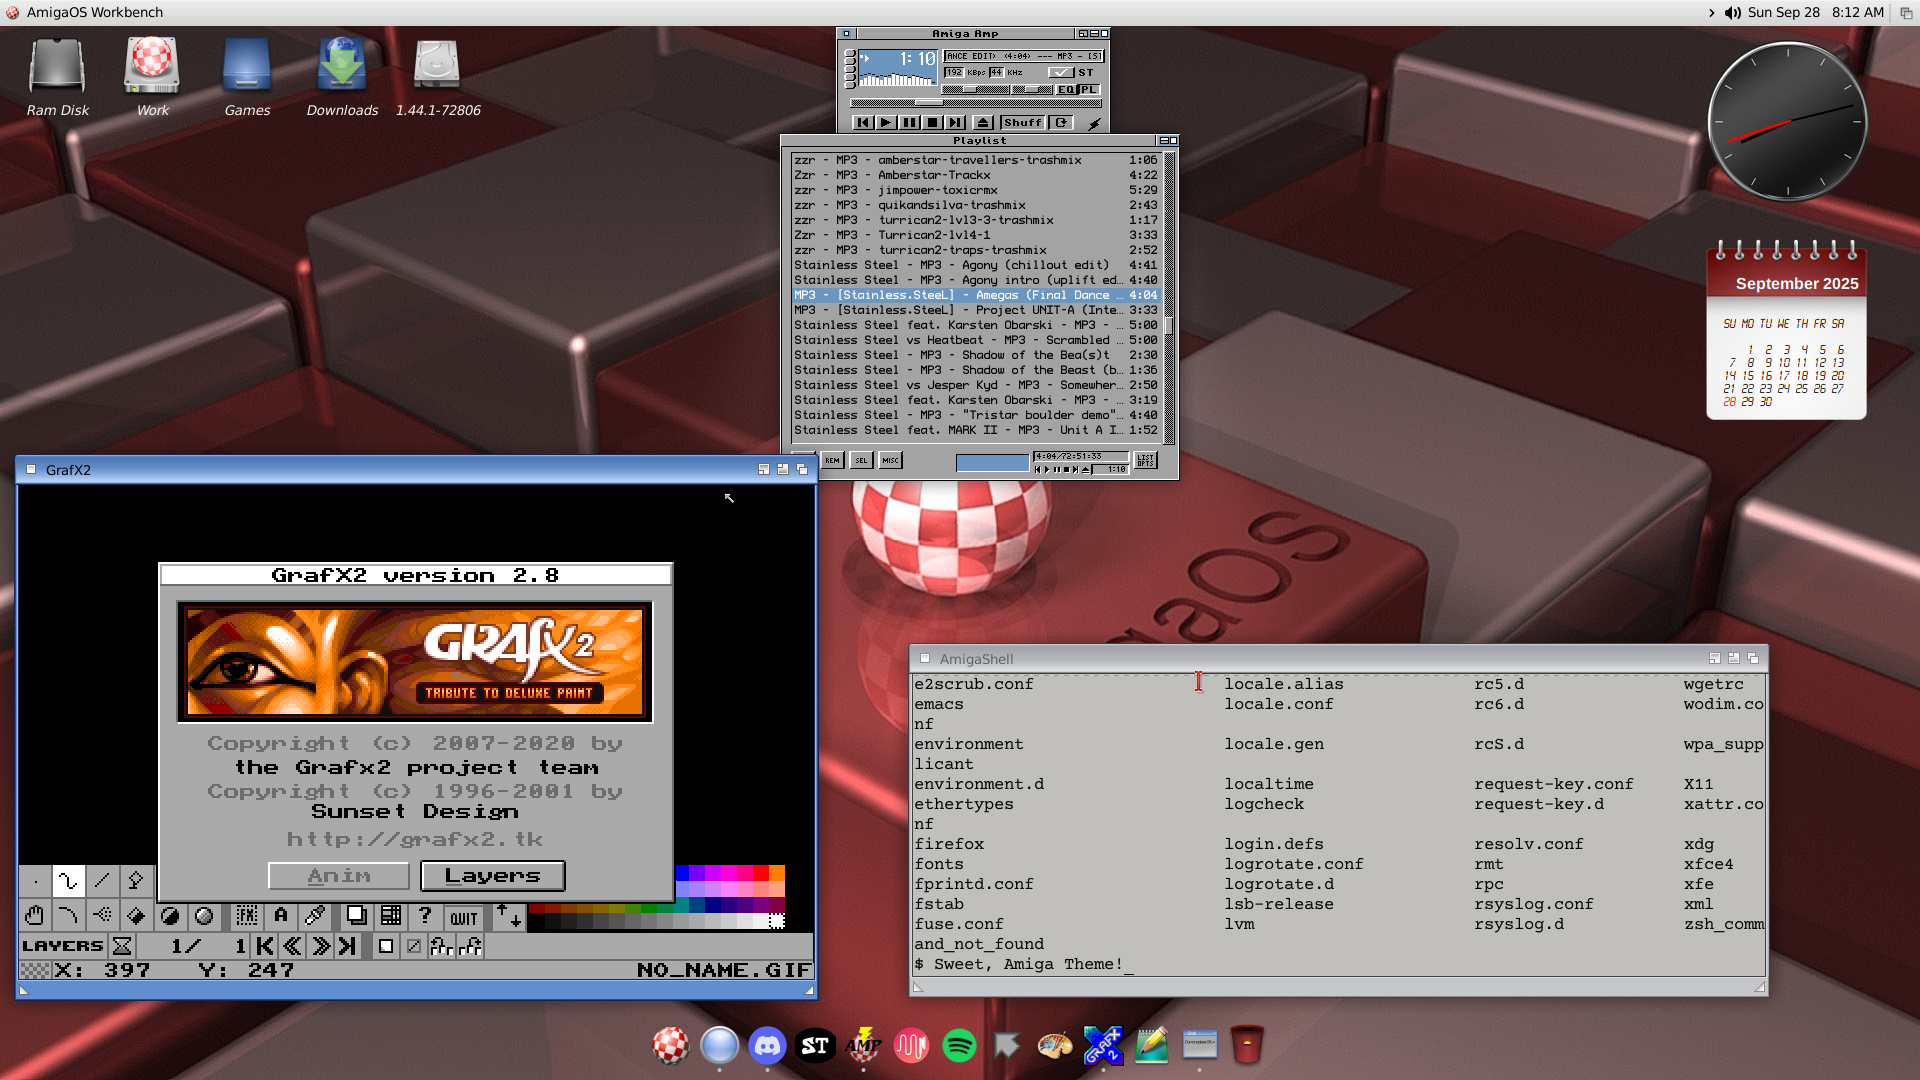 AmigaOS Workbench
Sun Sep 28 8:12 AM
Ram Disk
Work
Games
Downloads
1.44.1-72806
Amiga Amp
1:10
ANCE EDIT> <4:04> --- MP3 - [S]
192 KBps 44 KHz ST
EQ PL
Shuff
Playlist
zzr - MP3 - amberstar-travellers-trashmix 1:06
Zzr - MP3 - Amberstar-Trackx 4:22
zzr - MP3 - jimpower-toxicrmx 5:29
zzr - MP3 - quikandsilva-trashmix 2:43
zzr - MP3 - turrican2-lvl3-3-trashmix 1:17
Zzr - MP3 - Turrican2-lvl4-1 3:33
zzr - MP3 - turrican2-traps-trashmix 2:52
Stainless Steel - MP3 - Agony (chillout edit) 4:41
Stainless Steel - MP3 - Agony intro (uplift ed… 4:40
MP3 - [Stainless.SteeL] - Amegas (Final Dance … 4:04
MP3 - [Stainless.SteeL] - Project UNIT-A (Inte… 3:33
Stainless Steel feat. Karsten Obarski - MP3 - … 5:00
Stainless Steel vs Heatbeat - MP3 - Scrambled … 5:00
Stainless Steel - MP3 - Shadow of the Bea(s)t 2:30
Stainless Steel - MP3 - Shadow of the Beast (b… 1:36
Stainless Steel vs Jesper Kyd - MP3 - Somewher… 2:50
Stainless Steel feat. Karsten Obarski - MP3 - … 3:19
Stainless Steel - MP3 - "Tristar boulder demo"… 4:40
Stainless Steel feat. MARK II - MP3 - Unit A I… 1:52
REM SEL MISC
4:04/72:51:33
1:10
LIST OPTS
September 2025
SU MO TU WE TH FR SA
1 2 3 4 5 6
7 8 9 10 11 12 13
14 15 16 17 18 19 20
21 22 23 24 25 26 27
28 29 30
GrafX2
GrafX2 version 2.8
GRAFX2
TRIBUTE TO DELUXE PAINT
Copyright (c) 2007-2020 by
the Grafx2 project team
Copyright (c) 1996-2001 by
Sunset Design
http://grafx2.tk
Anim
Layers
FX A ? QUIT
LAYERS 1/ 1
X: 397 Y: 247 NO_NAME.GIF
aOS
AmigaShell
e2scrub.conf locale.alias rc5.d wgetrc
emacs locale.conf rc6.d wodim.co
nf
environment locale.gen rcS.d wpa_supp
licant
environment.d localtime request-key.conf X11
ethertypes logcheck request-key.d xattr.co
nf
firefox login.defs resolv.conf xdg
fonts logrotate.conf rmt xfce4
fprintd.conf logrotate.d rpc xfe
fstab lsb-release rsyslog.conf xml
fuse.conf lvm rsyslog.d zsh_comm
and_not_found
$ Sweet, Amiga Theme!_
ST
AMP
GRAFX2